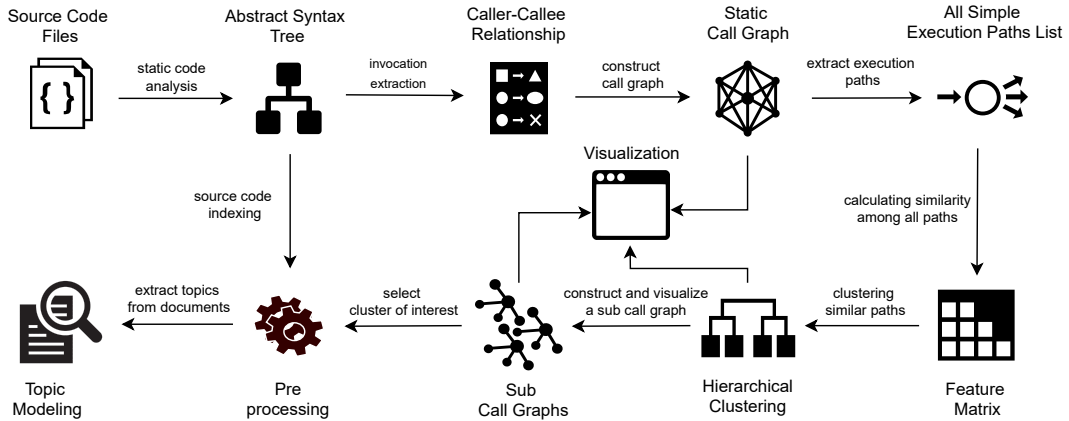 Source Code
Files
Abstract Syntax
Tree
Caller-Callee
Relationship
Static
Call Graph
All Simple
Execution Paths List
static code
analysis
invocation
extraction
construct
call graph
extract execution
paths
{ }
Visualization
source code
indexing
calculating similarity
among all paths
extract topics
from documents
select
cluster of interest
construct and visualize
a sub call graph
clustering
similar paths
Topic
Modeling
Pre
processing
Sub
Call Graphs
Hierarchical
Clustering
Feature
Matrix